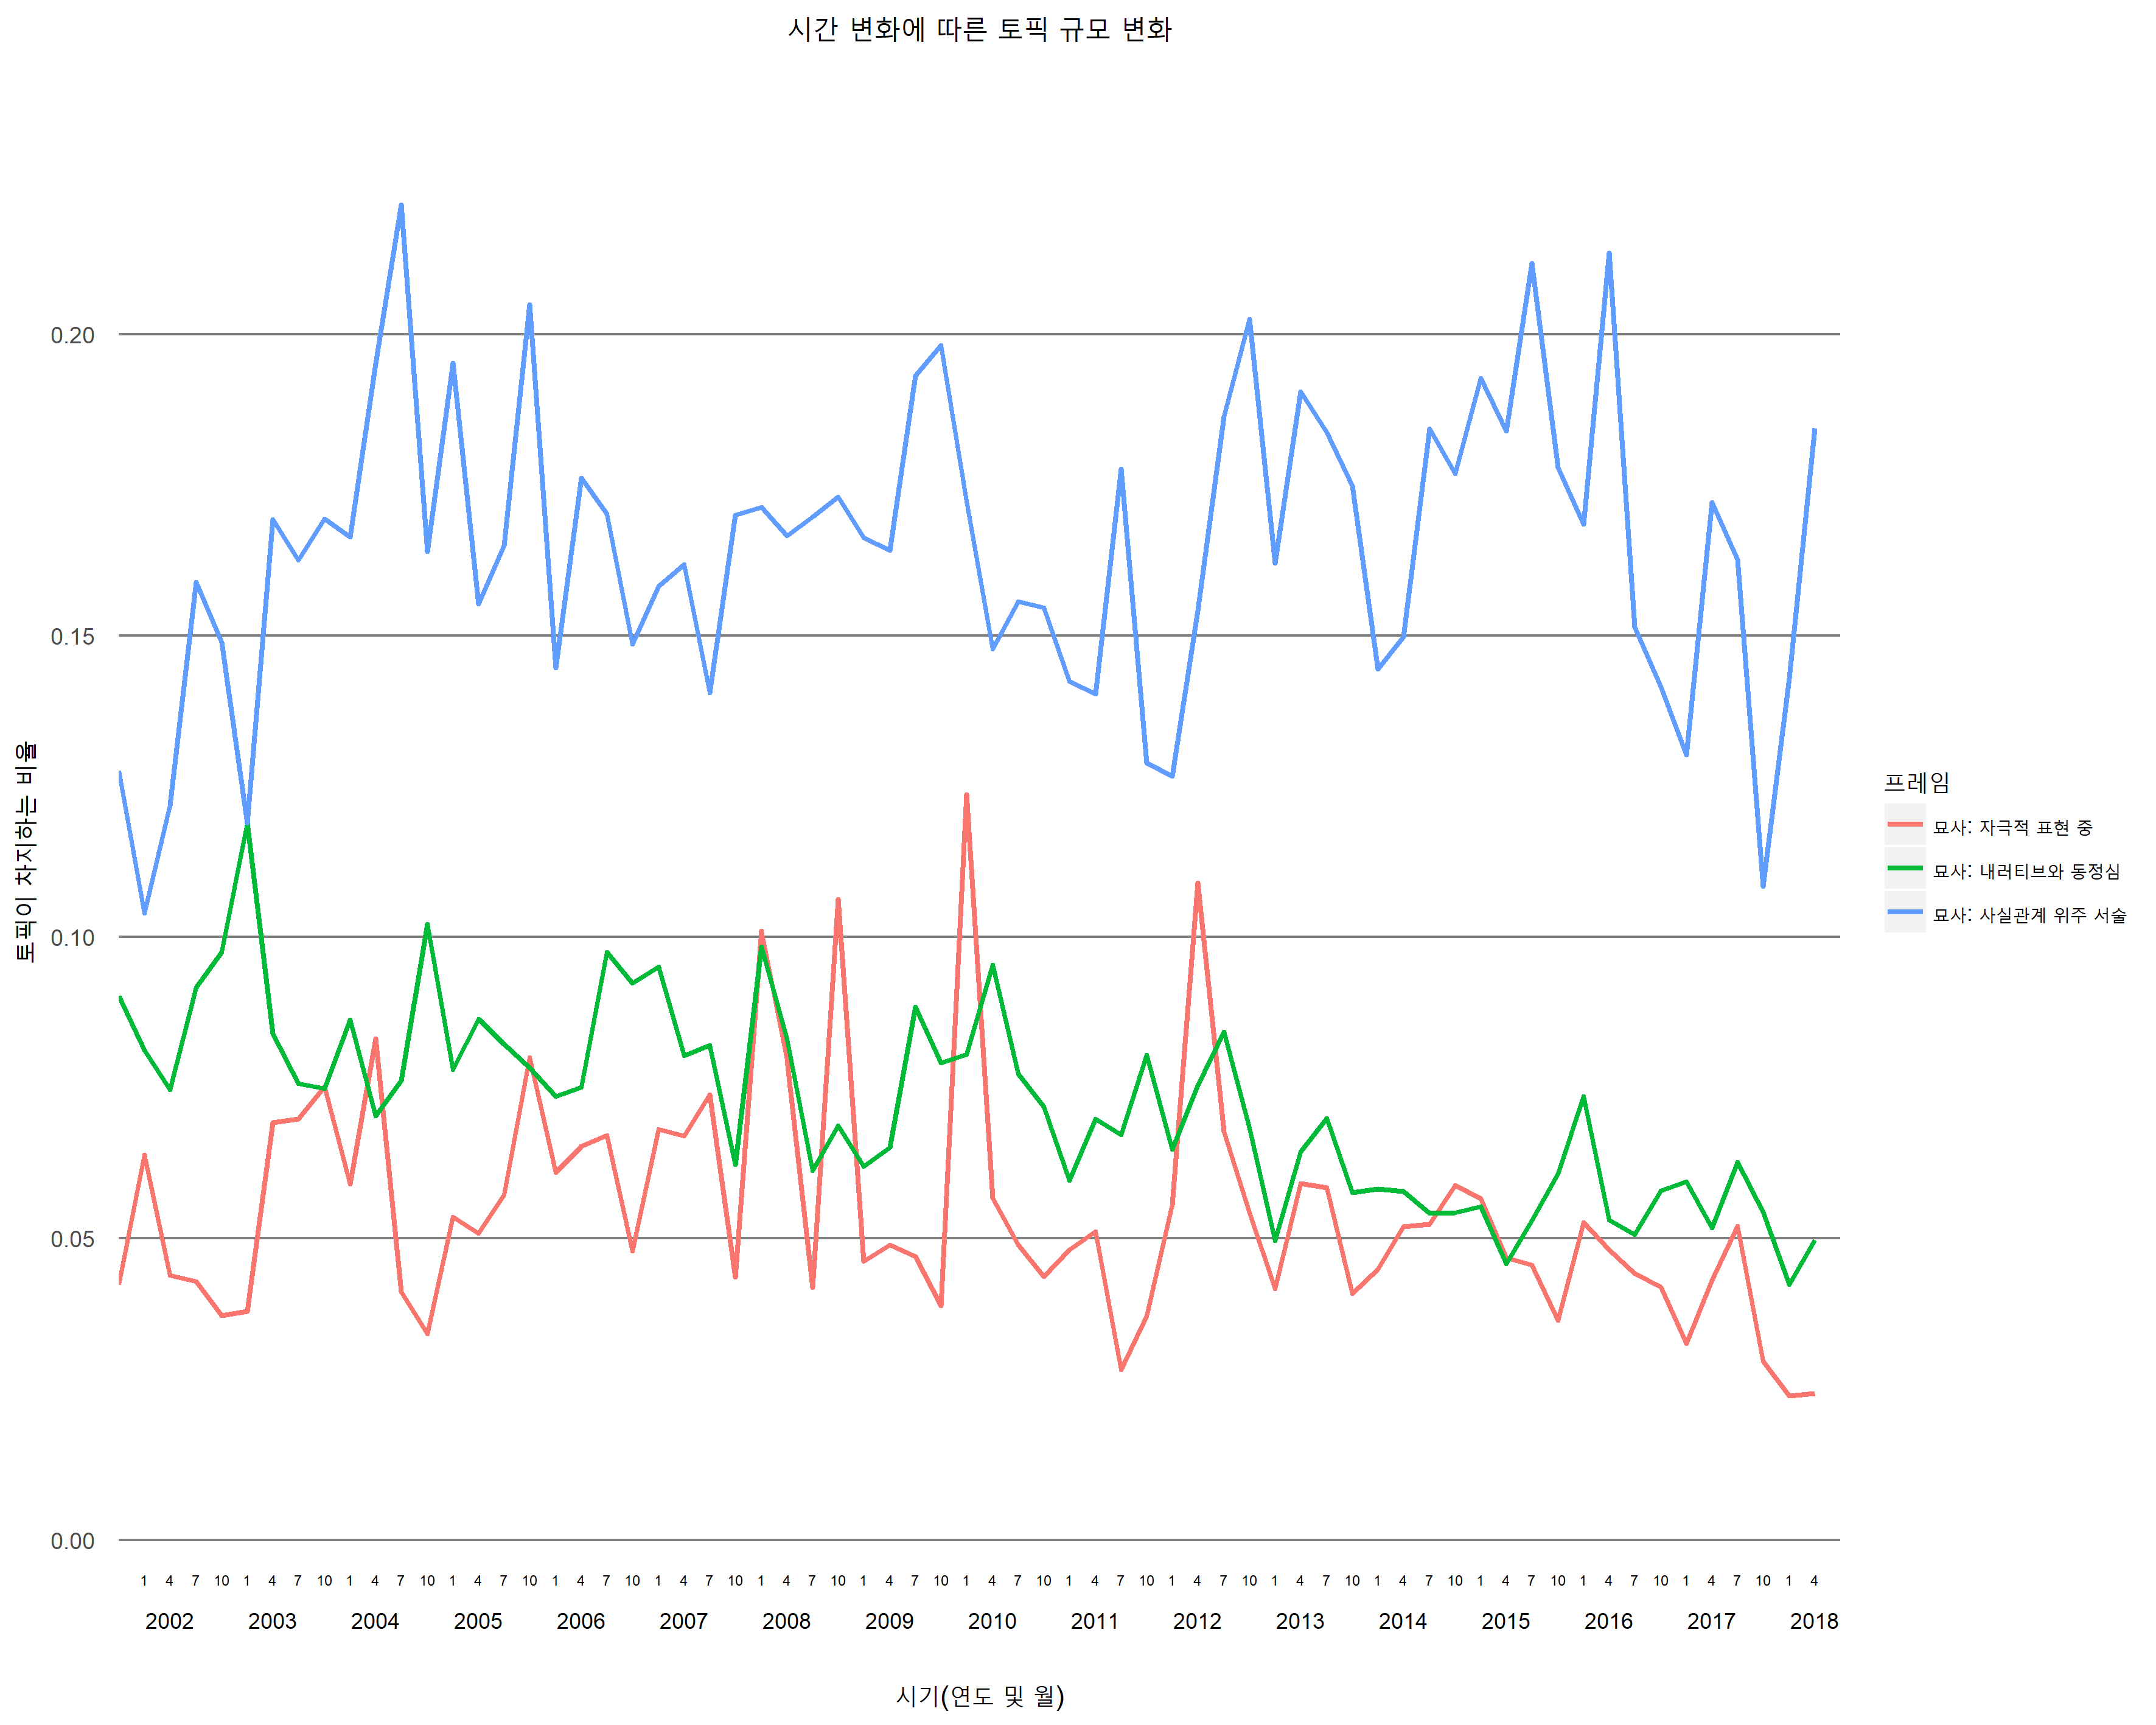 시간 변화에 따른 토픽 규모 변화
토픽이 차지하는 비율
0.20
0.15
0.10
0.05
0.00
1 4 7 10 1 4 7 10 1 4 7 10 1 4 7 10 1 4 7 10 1 4 7 10 1 4 7 10 1 4 7 10 1 4 7 10 1 4 7 10 1 4 7 10 1 4 7 10 1 4 7 10 1 4 7 10 1 4 7 10 1 4 7 10 1 4
2002 2003 2004 2005 2006 2007 2008 2009 2010 2011 2012 2013 2014 2015 2016 2017 2018
시기(연도 및 월)
프레임
묘사: 자극적 표현 중
묘사: 내러티브와 동정심
묘사: 사실관계 위주 서술